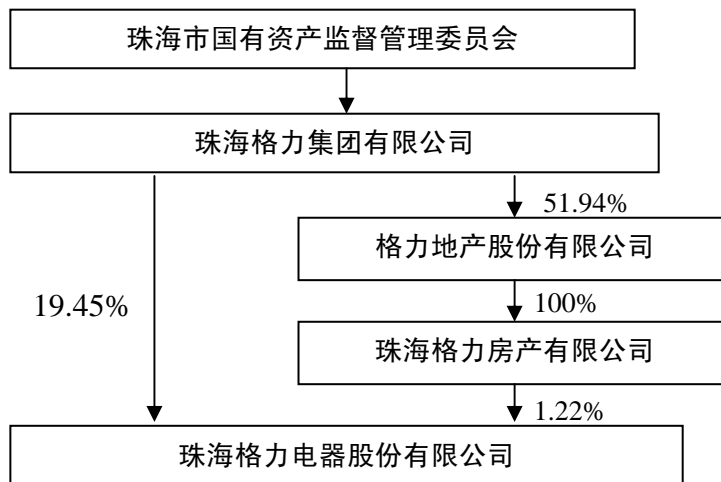 珠海市国有资产监督管理委员会
珠海格力集团有限公司
51.94%
格力地产股份有限公司
19.45%
100%
珠海格力房产有限公司
1.22%
珠海格力电器股份有限公司